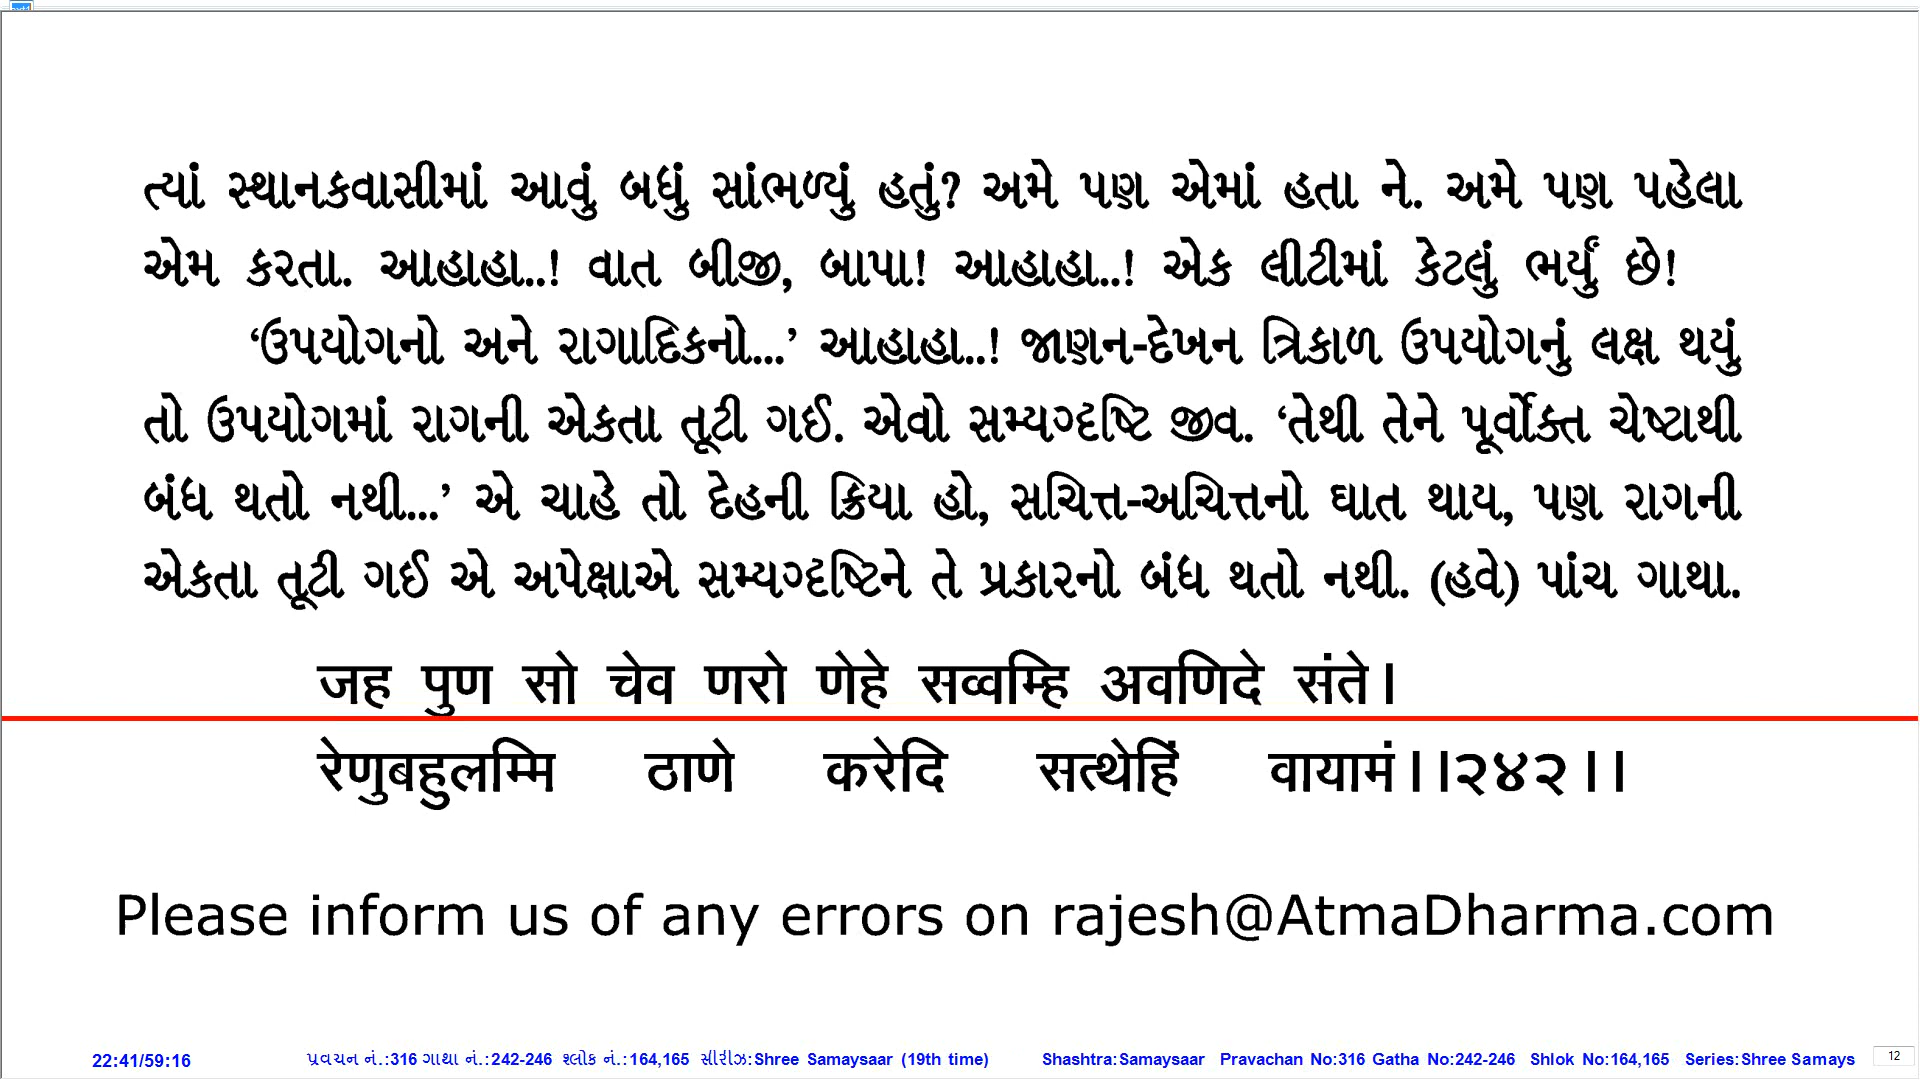 ત્યાં સ્થાનકવાસીમાં આવું બધું સાંભળ્યું હતું? અમે પણ એમાં હતા ને. અમે પણ પહેલા
એમ કરતા. આહાહા..! વાત બીજી, બાપા! આહાહા..! એક લીટીમાં કેટલું ભર્યું છે!
‘ઉપયોગનો અને રાગાદિકનો...’ આહાહા..! જાણન-દેખન ત્રિકાળ ઉપયોગનું લક્ષ થયું
તો ઉપયોગમાં રાગની એકતા તૂટી ગઈ. એવો સમ્યગ્દૃષ્ટિ જીવ. ‘તેથી તેને પૂર્વોક્ત ચેષ્ટાથી
બંધ થતો નથી...’ એ ચાહે તો દેહની ક્રિયા હો, સચિત્ત-અચિત્તનો ઘાત થાય, પણ રાગની
એકતા તૂટી ગઈ એ અપેક્ષાએ સમ્યગ્દૃષ્ટિને તે પ્રકારનો બંધ થતો નથી. (હવે) પાંચ ગાથા.
जह पुण सो चेव णरो णेहे सव्वम्हि अवणिदे संते।
रेणुबहुलम्मि ठाणे करेदि सत्थेहिं वायामं।।२४२।।
Please inform us of any errors on rajesh@AtmaDharma.com
22:41/59:16 પ્રવચન નં.:316 ગાથા નં.:242-246 શ્લોક નં.:164,165 સીરીઝ:Shree Samaysaar (19th time) Shashtra:Samaysaar Pravachan No:316 Gatha No:242-246 Shlok No:164,165 Series:Shree Samays 12